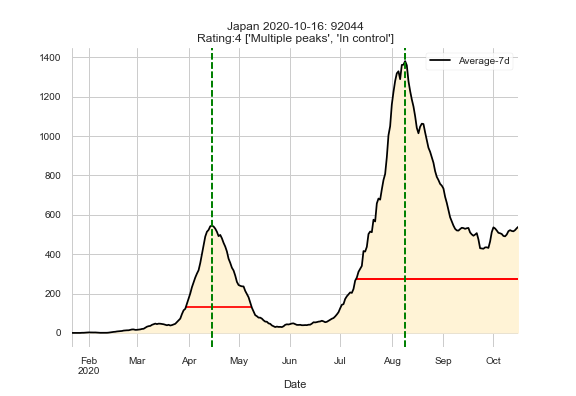 Japan 2020-10-16: 92044
Rating:4 ['Multiple peaks', 'In control']
Average-7d
1400
1200
1000
800
600
400
200
0
Feb Mar Apr May Jun Jul Aug Sep Oct
2020
Date